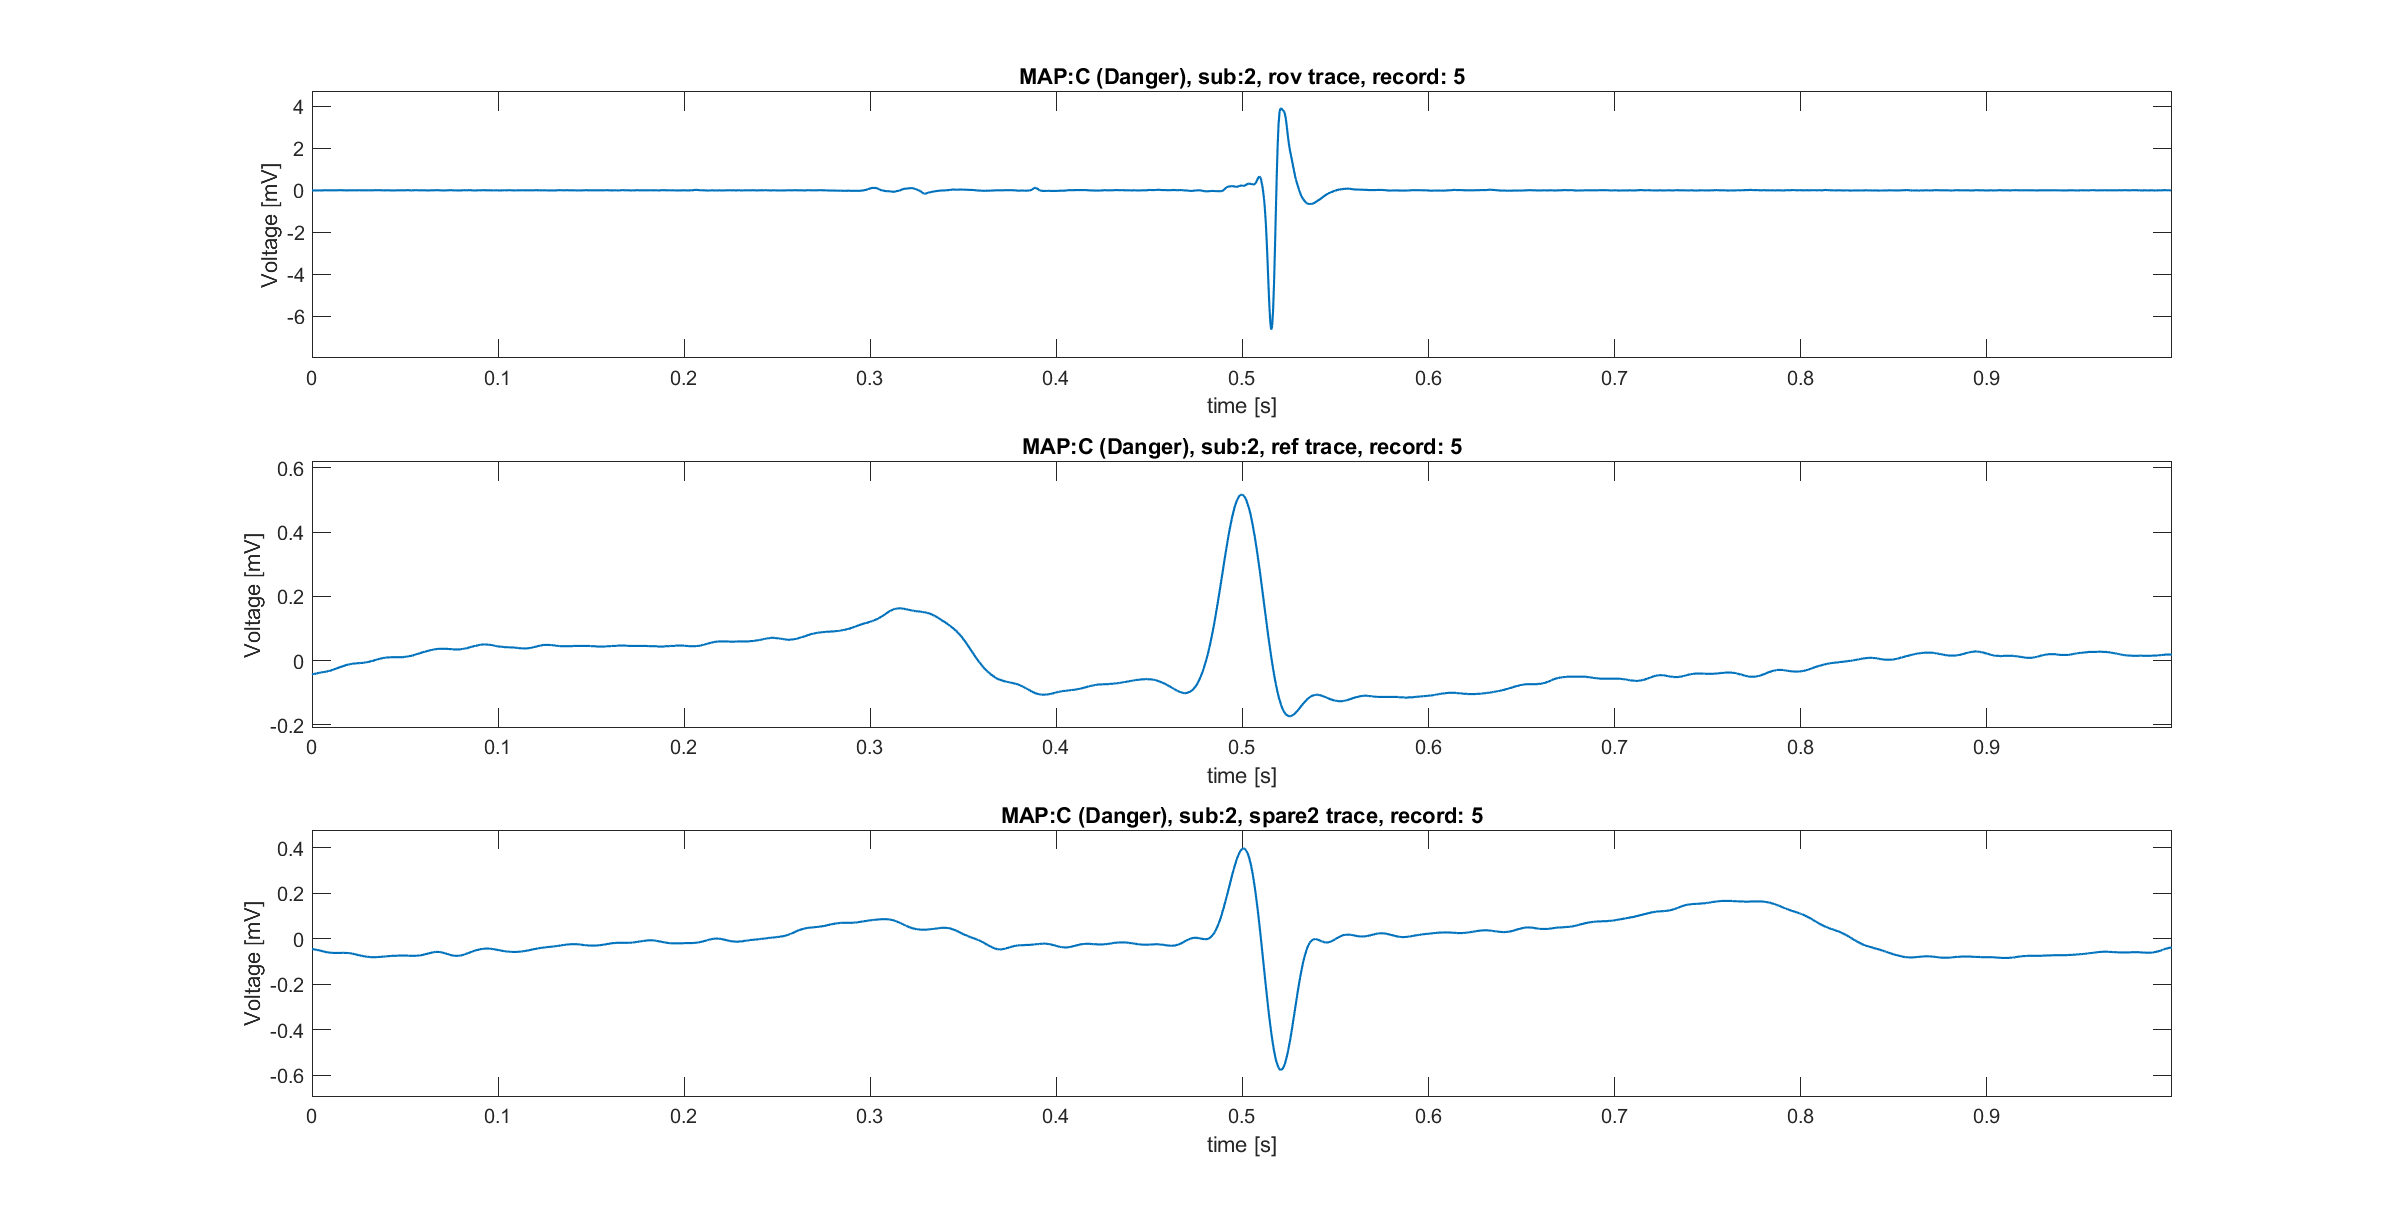 MAP:C (Danger), sub:2, rov trace, record: 5
4
2
0
-2
-4
-6
Voltage [mV]
0 0.1 0.2 0.3 0.4 0.5 0.6 0.7 0.8 0.9
time [s]
MAP:C (Danger), sub:2, ref trace, record: 5
0.6
0.4
0.2
0
-0.2
Voltage [mV]
0 0.1 0.2 0.3 0.4 0.5 0.6 0.7 0.8 0.9
time [s]
MAP:C (Danger), sub:2, spare2 trace, record: 5
0.4
0.2
0
-0.2
-0.4
-0.6
Voltage [mV]
0 0.1 0.2 0.3 0.4 0.5 0.6 0.7 0.8 0.9
time [s]